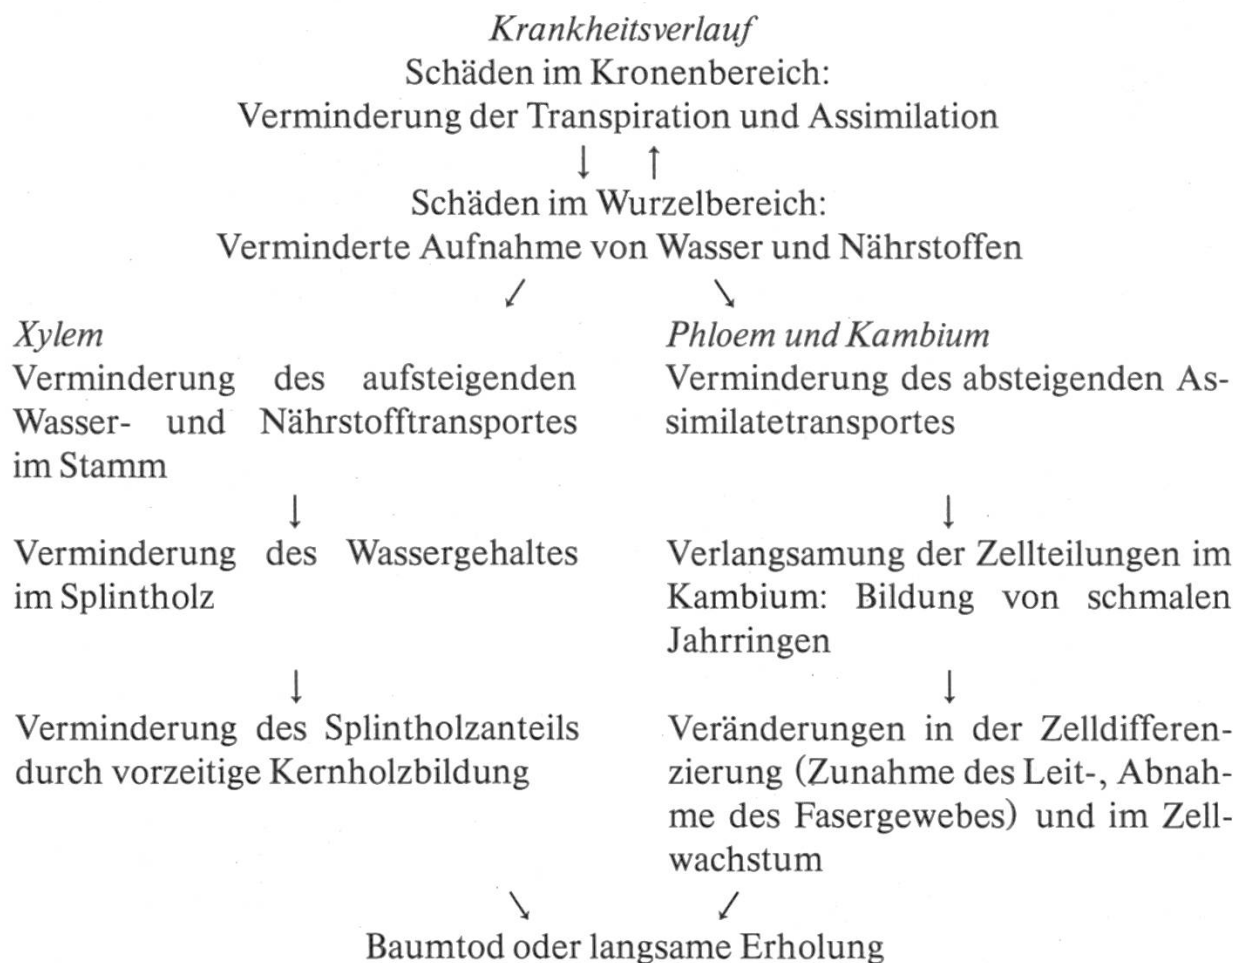 Krankheitsverlauf
Schäden im Kronenbereich:
Verminderung der Transpiration und Assimilation
↓ ↑
Schäden im Wurzelbereich:
Verminderte Aufnahme von Wasser und Nährstoffen
↙ ↘
Xylem
Verminderung des aufsteigenden
Wasser- und Nährstofftransportes
im Stamm
↓
Verminderung des Wassergehaltes
im Splintholz
↓
Verminderung des Splintholzanteils
durch vorzeitige Kernholzbildung
Phloem und Kambium
Verminderung des absteigenden As-
similatetransportes
↓
Verlangsamung der Zellteilungen im
Kambium: Bildung von schmalen
Jahrringen
↓
Veränderungen in der Zelldifferen-
zierung (Zunahme des Leit-, Abnah-
me des Fasergewebes) und im Zell-
wachstum
↘ ↙
Baumtod oder langsame Erholung